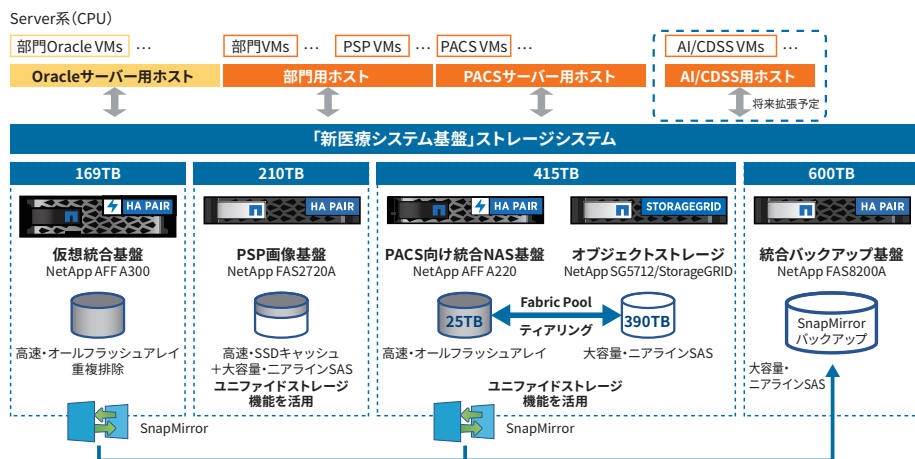 Server系（CPU）
部門Oracle VMs …
部門VMs … PSP VMs … PACS VMs …
AI/CDSS VMs …
Oracleサーバー用ホスト
部門用ホスト
PACSサーバー用ホスト
AI/CDSS用ホスト
将来拡張予定
「新医療システム基盤」ストレージシステム
169TB
HA PAIR
仮想統合基盤
NetApp AFF A300
高速・オールフラッシュアレイ
重複排除
210TB
HA PAIR
PSP画像基盤
NetApp FAS2720A
高速・SSDキャッシュ
＋大容量・ニアラインSAS
ユニファイドストレージ
機能を活用
415TB
HA PAIR
PACS向け統合NAS基盤
NetApp AFF A220
25TB
高速・オールフラッシュアレイ
Fabric Pool
ティアリング
STORAGEGRID
オブジェクトストレージ
NetApp SG5712/StorageGRID
390TB
大容量・ニアラインSAS
ユニファイドストレージ
機能を活用
600TB
HA PAIR
統合バックアップ基盤
NetApp FAS8200A
SnapMirror
バックアップ
大容量・
ニアラインSAS
SnapMirror
SnapMirror